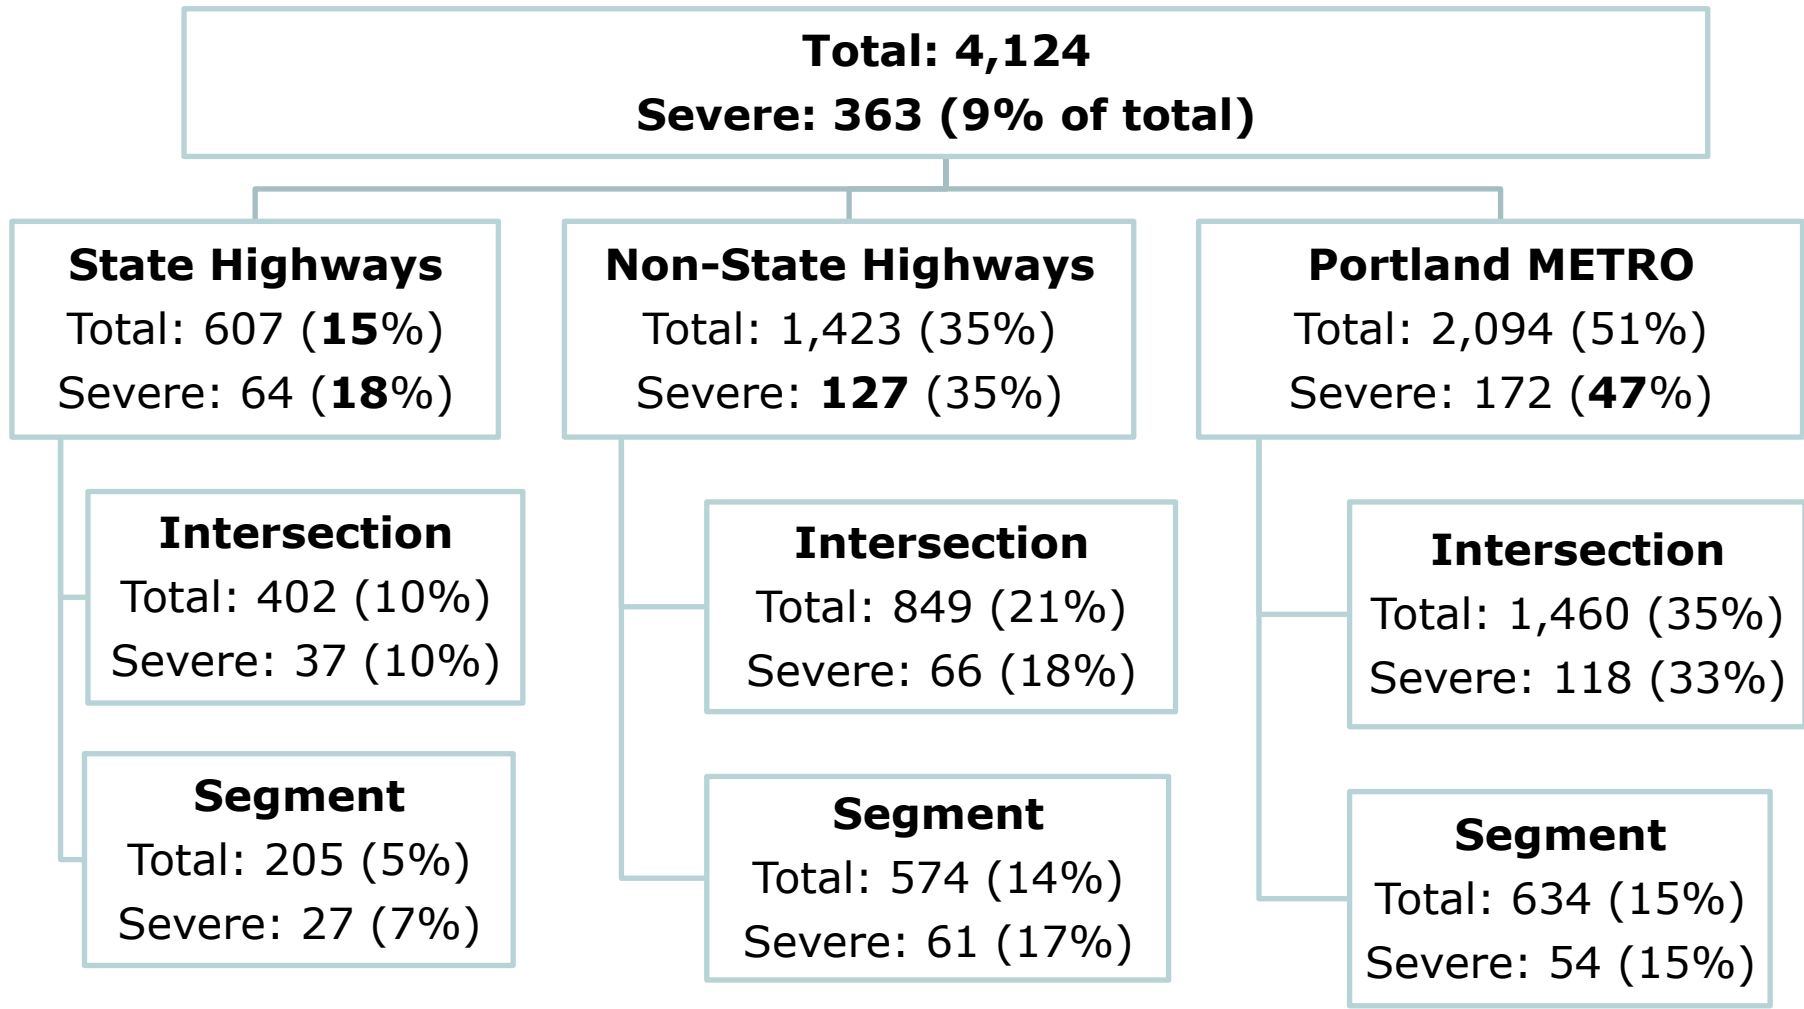 Total: 4,124
Severe: 363 (9% of total)
State Highways
Total: 607 (15%)
Severe: 64 (18%)
Intersection
Total: 402 (10%)
Severe: 37 (10%)
Segment
Total: 205 (5%)
Severe: 27 (7%)
Non-State Highways
Total: 1,423 (35%)
Severe: 127 (35%)
Intersection
Total: 849 (21%)
Severe: 66 (18%)
Segment
Total: 574 (14%)
Severe: 61 (17%)
Portland METRO
Total: 2,094 (51%)
Severe: 172 (47%)
Intersection
Total: 1,460 (35%)
Severe: 118 (33%)
Segment
Total: 634 (15%)
Severe: 54 (15%)